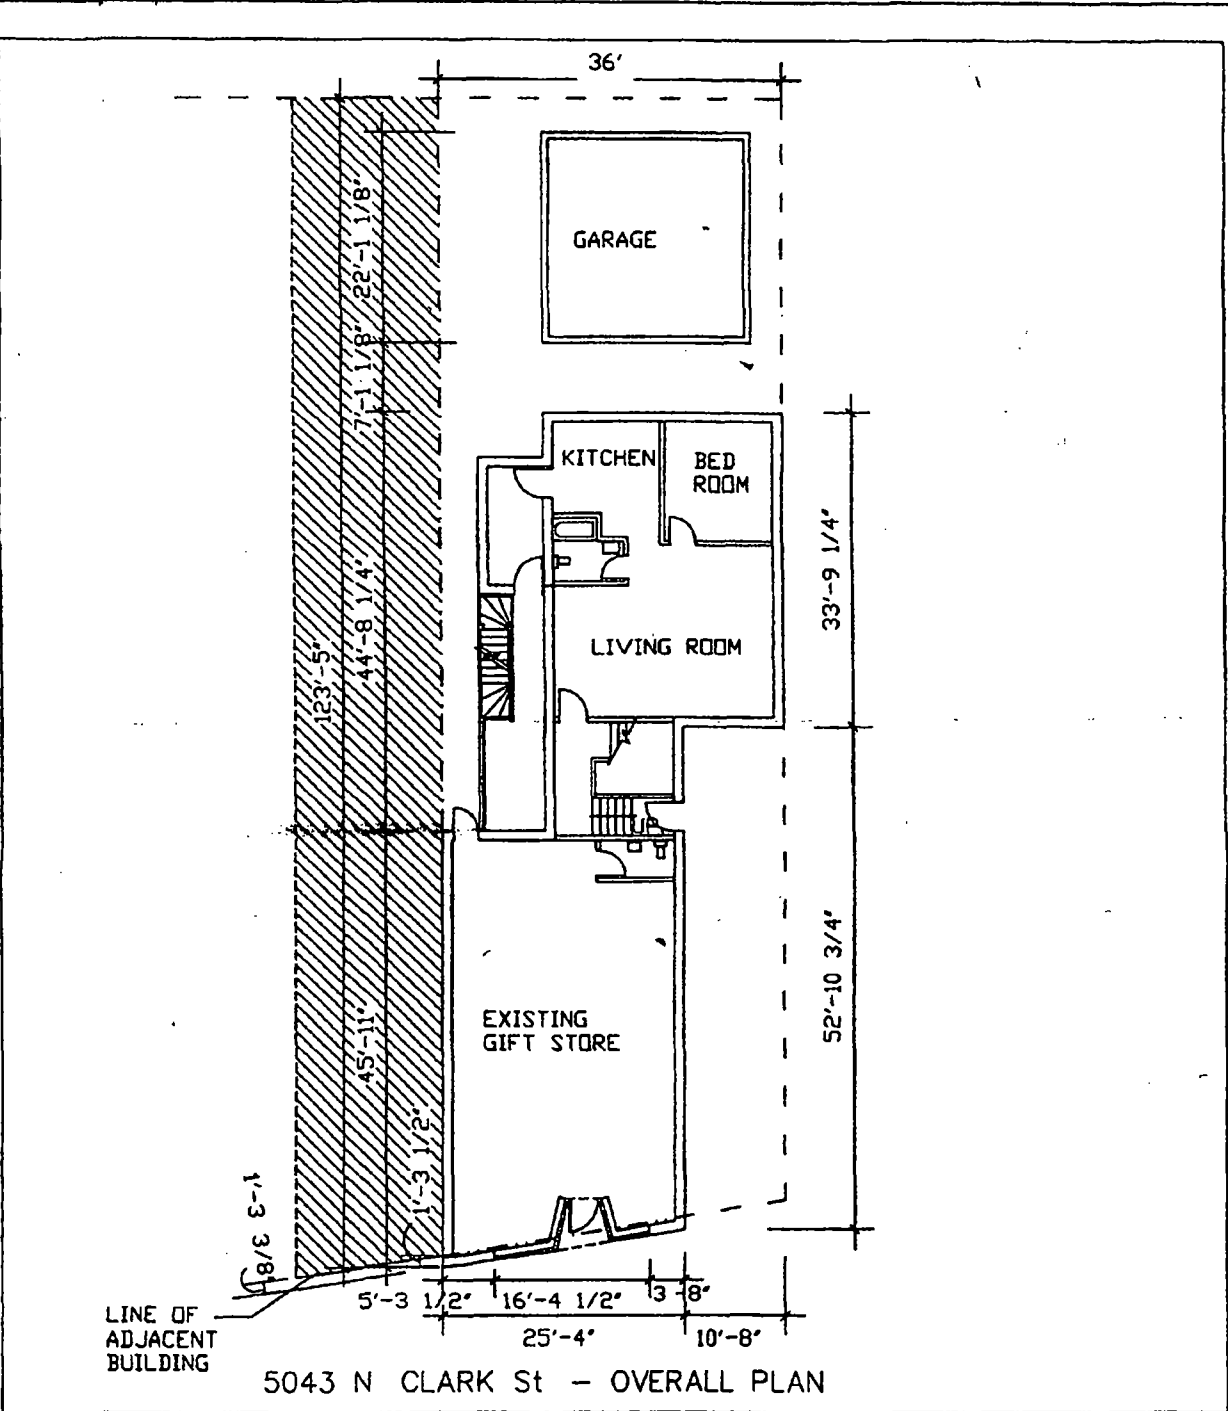 36'
22'-1 1/8"
GARAGE
7'-1 1/8"
KITCHEN
BED
ROOM
33'-9 1/4"
44'-8 1/4"
123'-5"
LIVING ROOM
52'-10 3/4"
45'-11"
EXISTING
GIFT STORE
1'-3 1/2"
1'-3 3/8"
5'-3 1/2" 16'-4 1/2" 3'-8"
25'-4" 10'-8"
LINE OF
ADJACENT
BUILDING
5043 N CLARK St - OVERALL PLAN